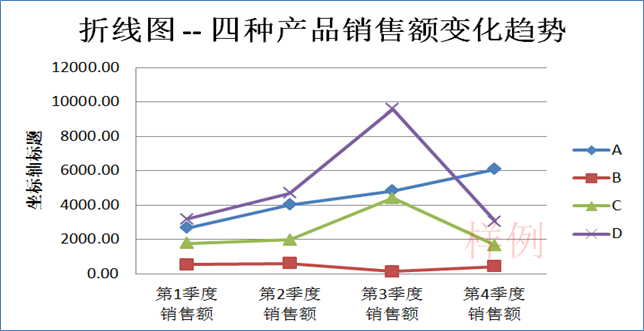 折线图 -- 四种产品销售额变化趋势
坐标轴标题
12000.00
10000.00
8000.00
6000.00
4000.00
2000.00
0.00
第1季度
销售额
第2季度
销售额
第3季度
销售额
第4季度
销售额
A
B
C
D
样例